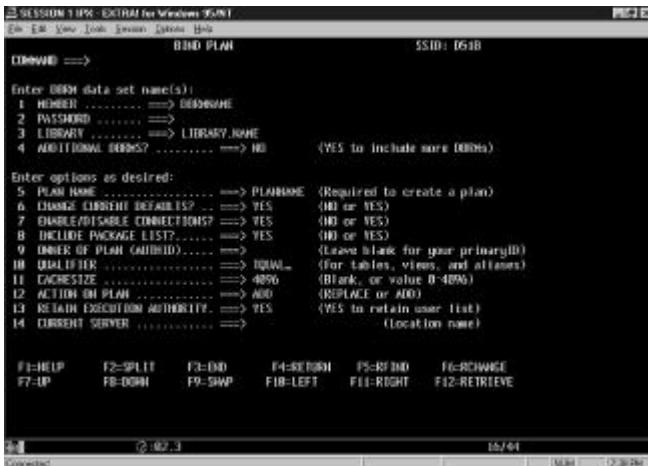 SESSION 1 IPX - EXTRA! for Windows 95/NT
File Edit View Tools Session Options Help
BIND PLAN SSID: D51B
COMMAND ===>
Enter DBRM data set name(s):
1 MEMBER ......... ===> DBRMNAME
2 PASSWORD ....... ===>
3 LIBRARY ........ ===> LIBRARY.NAME
4 ADDITIONAL DBRMS? ......... ===> NO (YES to include more DBRMs)
Enter options as desired:
5 PLAN NAME ................. ===> PLANNAME (Required to create a plan)
6 CHANGE CURRENT DEFAULTS? .. ===> YES (NO or YES)
7 ENABLE/DISABLE CONNECTIONS? ===> YES (NO or YES)
8 INCLUDE PACKAGE LIST?...... ===> YES (NO or YES)
9 OWNER OF PLAN (AUTHID)..... ===> (Leave blank for your primaryID)
10 QUALIFIER ................. ===> TQUAL_ (For tables, views, and aliases)
11 CACHESIZE ................. ===> 4096 (Blank, or value 0-4096)
12 ACTION ON PLAN ............ ===> ADD (REPLACE or ADD)
13 RETAIN EXECUTION AUTHORITY. ===> YES (YES to retain user list)
14 CURRENT SERVER ............ ===> (Location name)
F1=HELP F2=SPLIT F3=END F4=RETURN F5=RFIND F6=RCHANGE
F7=UP F8=DOWN F9=SWAP F10=LEFT F11=RIGHT F12=RETRIEVE
:02.3 16/44
Connected NUM